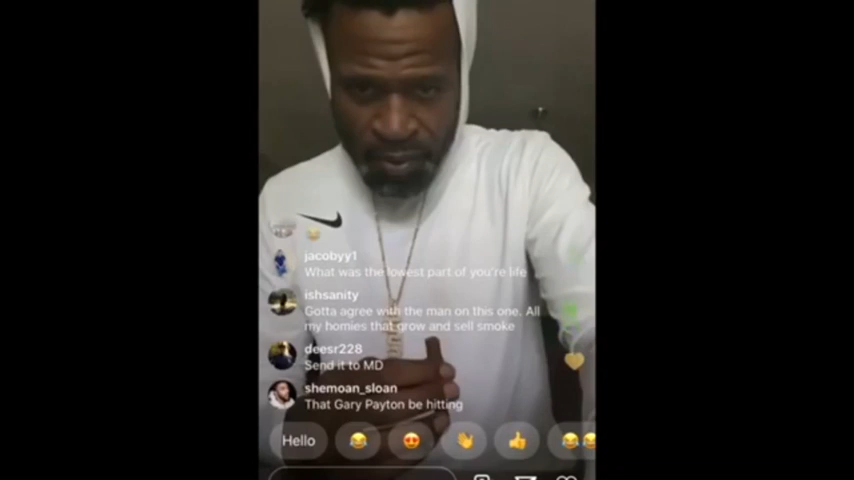 jacobyy1
What was the lowest part of you're life
ishsanity
Gotta agree with the man on this one. All
my homies that grow and sell smoke
deesr228
Send it to MD
shemoan_sloan
That Gary Payton be hitting
Hello